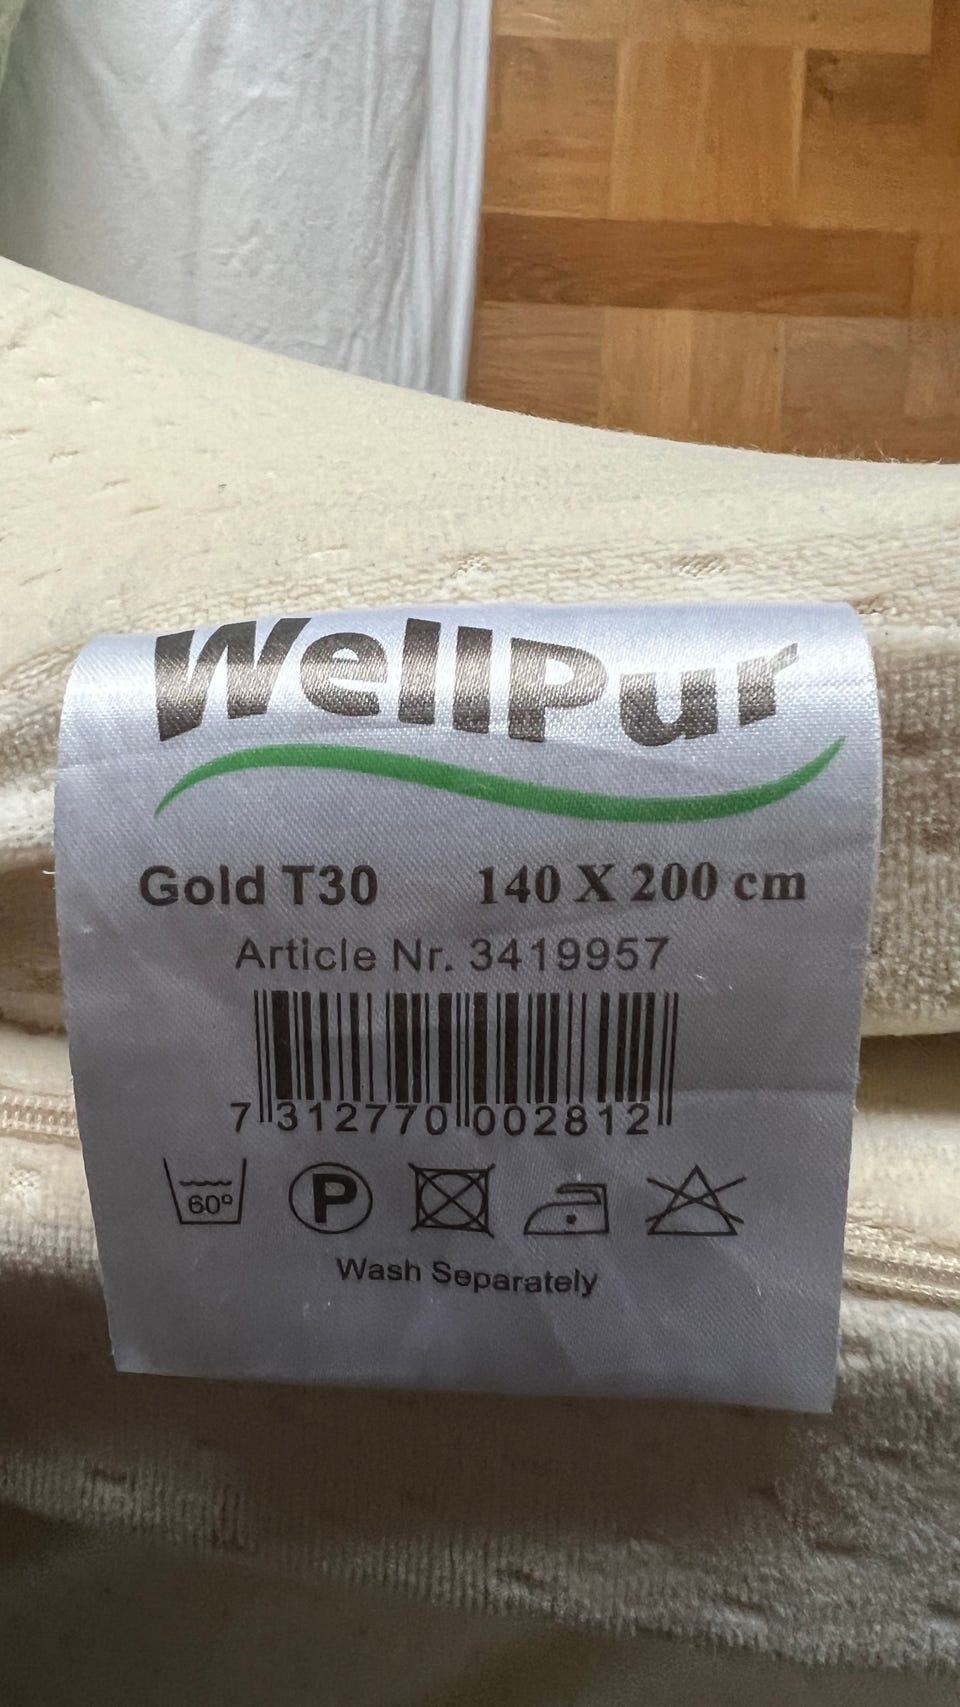 WellPur
Gold T30 140 X 200 cm
Article Nr. 3419957
7 312770 002812
60° P
Wash Separately